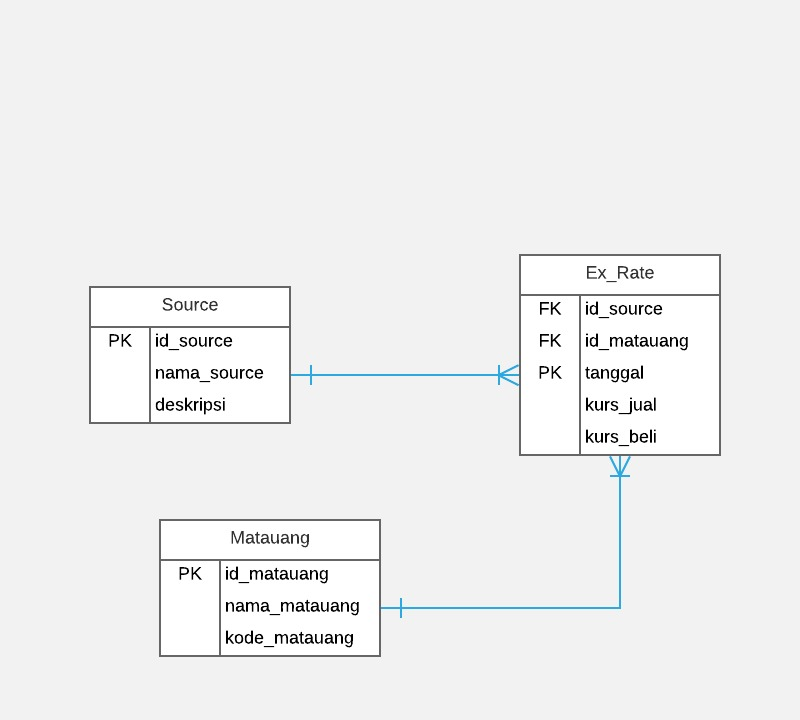 Source
PK id_source
nama_source
deskripsi
Ex_Rate
FK id_source
FK id_matauang
PK tanggal
kurs_jual
kurs_beli
Matauang
PK id_matauang
nama_matauang
kode_matauang